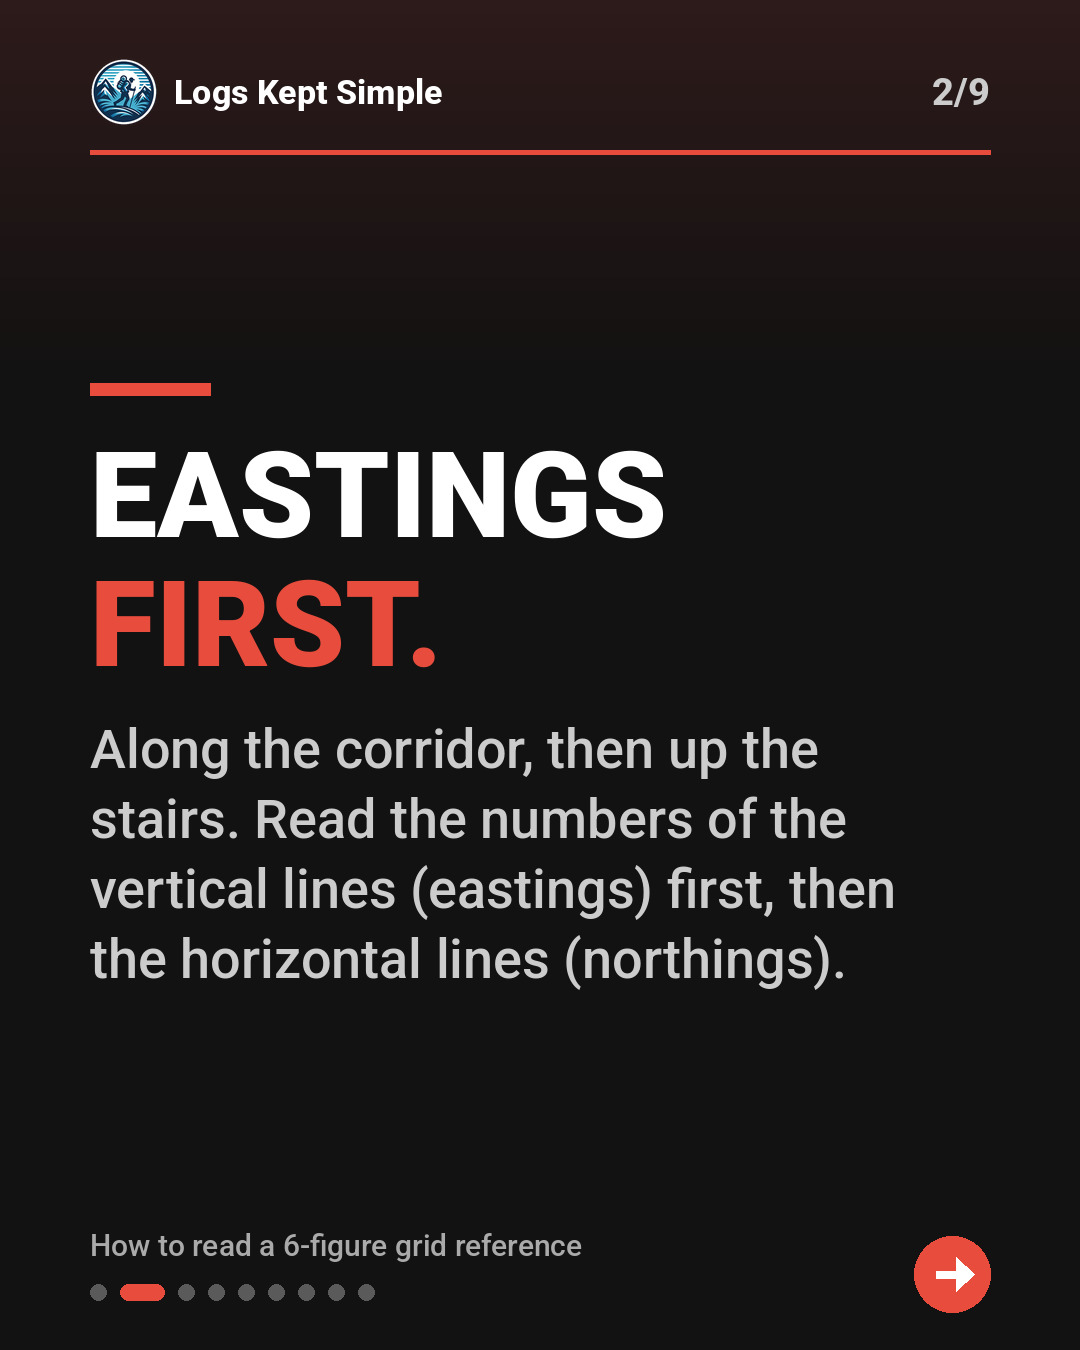 Logs Kept Simple
2/9
EASTINGS
FIRST.
Along the corridor, then up the
stairs. Read the numbers of the
vertical lines (eastings) first, then
the horizontal lines (northings).
How to read a 6-figure grid reference